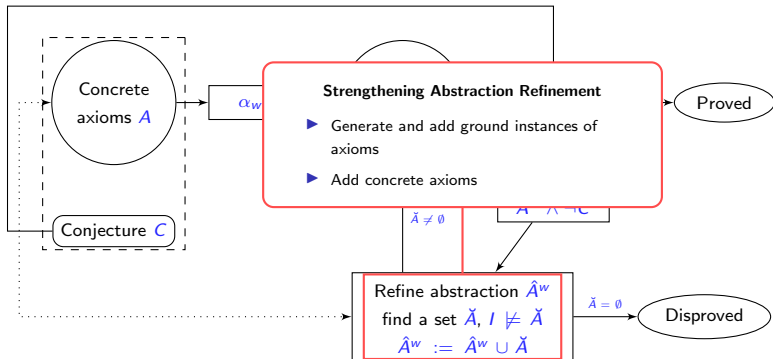 Concrete
axioms A
α_w
Strengthening Abstraction Refinement
Generate and add ground instances of
axioms
Add concrete axioms
Proved
Conjecture C
Ă ≠ ∅
Refine abstraction Â^w
find a set Ă, I ⊭ Ă
Â^w := Â^w ∪ Ă
Ă = ∅
Disproved